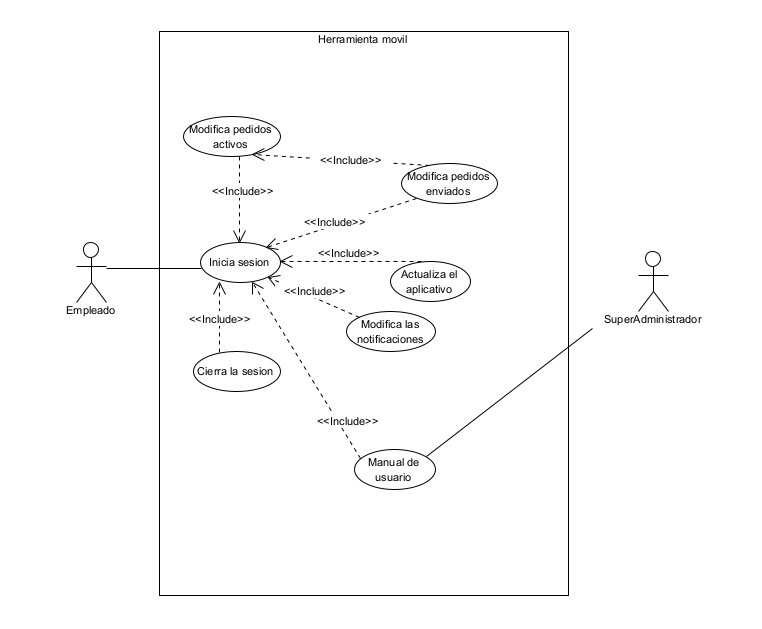 Herramienta movil
Modifica pedidos
activos
<<Include>>
Modifica pedidos
enviados
<<Include>>
<<Include>>
Inicia sesion
<<Include>>
Actualiza el
aplicativo
<<Include>>
Modifica las
notificaciones
<<Include>>
Cierra la sesion
<<Include>>
Manual de
usuario
Empleado
SuperAdministrador